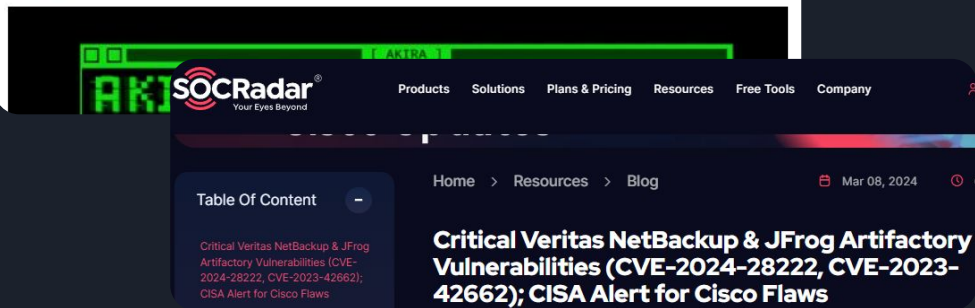 [ AKIRA ]
SOCRadar®
Your Eyes Beyond
Products Solutions Plans & Pricing Resources Free Tools Company
Home > Resources > Blog
Mar 08, 2024
Table Of Content
Critical Veritas NetBackup & JFrog
Artifactory Vulnerabilities (CVE-
2024-28222, CVE-2023-42662);
CISA Alert for Cisco Flaws
Critical Veritas NetBackup & JFrog Artifactory
Vulnerabilities (CVE-2024-28222, CVE-2023-
42662); CISA Alert for Cisco Flaws